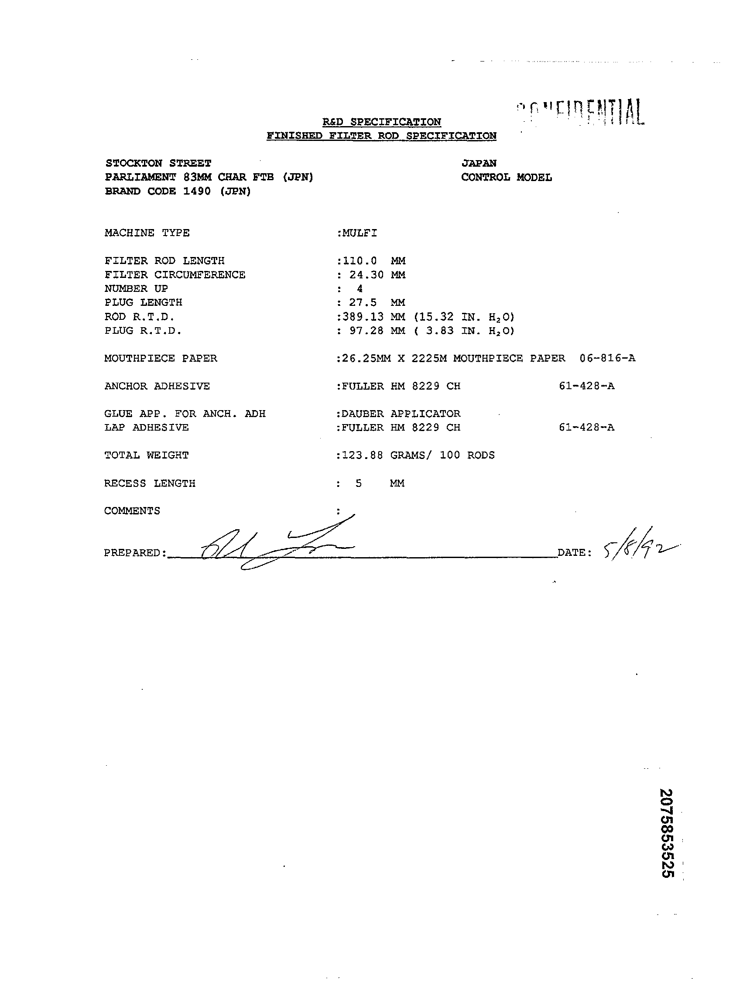 CONFIDENTIAL
R&D SPECIFICATION
FINISHED FILTER ROD SPECIFICATION
STOCKTON STREET JAPAN
PARLIAMENT 83MM CHAR FTB (JPN) CONTROL MODEL
BRAND CODE 1490 (JPN)
MACHINE TYPE :MULFI
FILTER ROD LENGTH :110.0 MM
FILTER CIRCUMFERENCE : 24.30 MM
NUMBER UP : 4
PLUG LENGTH : 27.5 MM
ROD R.T.D. :389.13 MM (15.32 IN. H₂O)
PLUG R.T.D. : 97.28 MM ( 3.83 IN. H₂O)
MOUTHPIECE PAPER :26.25MM X 2225M MOUTHPIECE PAPER 06-816-A
ANCHOR ADHESIVE :FULLER HM 8229 CH 61-428-A
GLUE APP. FOR ANCH. ADH :DAUBER APPLICATOR
LAP ADHESIVE :FULLER HM 8229 CH 61-428-A
TOTAL WEIGHT :123.88 GRAMS/ 100 RODS
RECESS LENGTH : 5 MM
COMMENTS :
PREPARED: DATE: 5/8/92
2075853525